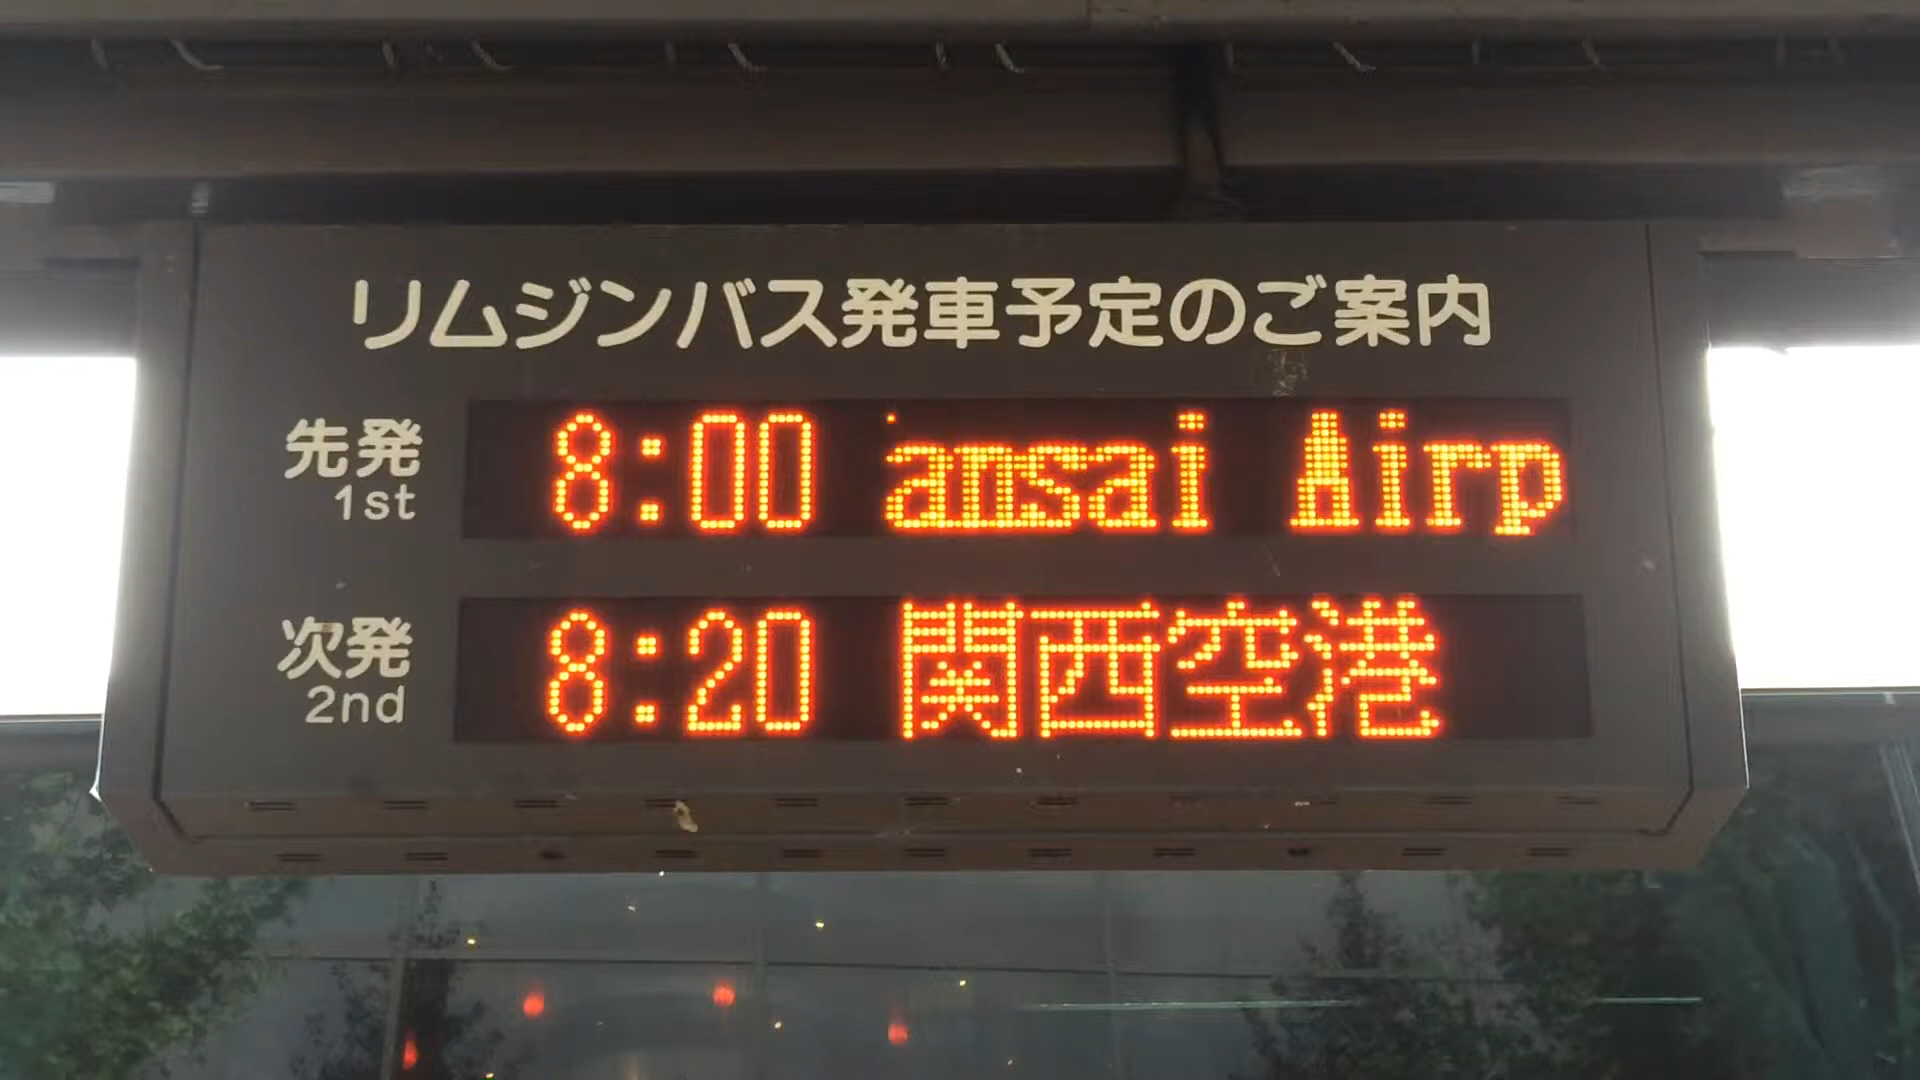 リムジンバス発車予定のご案内
先発 8:00 ansai Airp
1st
次発 8:20 関西空港
2nd